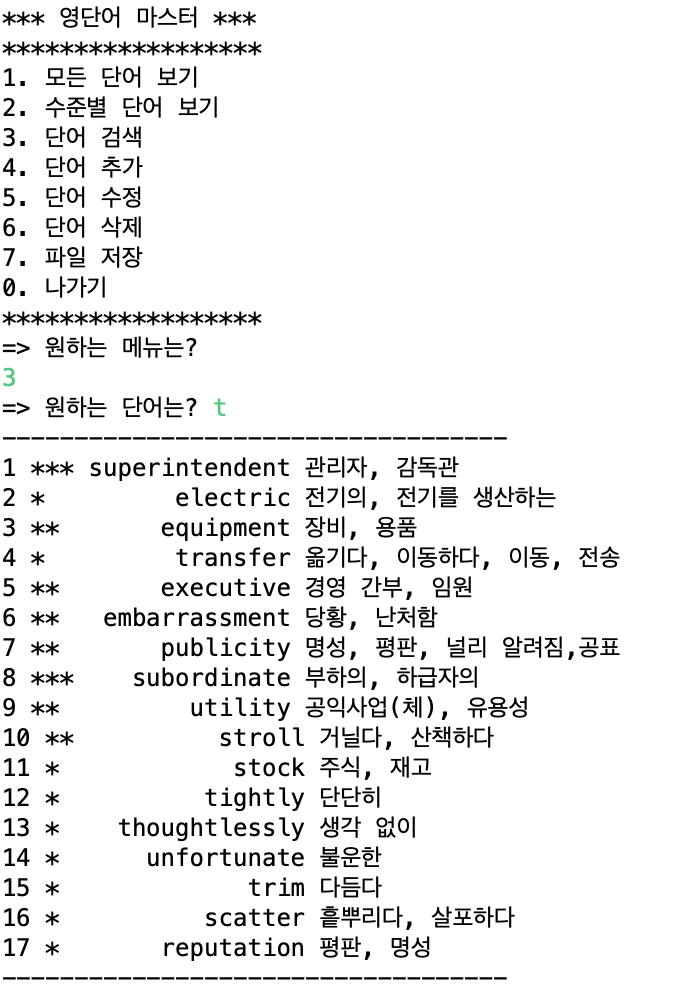 *** 영단어 마스터 ***
******************
1. 모든 단어 보기
2. 수준별 단어 보기
3. 단어 검색
4. 단어 추가
5. 단어 수정
6. 단어 삭제
7. 파일 저장
0. 나가기
******************
=> 원하는 메뉴는?
3
=> 원하는 단어는? t
-----------------------------------
1 *** superintendent 관리자, 감독관
2 *         electric 전기의, 전기를 생산하는
3 **       equipment 장비, 용품
4 *         transfer 옮기다, 이동하다, 이동, 전송
5 **       executive 경영 간부, 임원
6 **   embarrassment 당황, 난처함
7 **       publicity 명성, 평판, 널리 알려짐,공표
8 ***    subordinate 부하의, 하급자의
9 **         utility 공익사업(체), 유용성
10 **          stroll 거닐다, 산책하다
11 *            stock 주식, 재고
12 *          tightly 단단히
13 *    thoughtlessly 생각 없이
14 *      unfortunate 불운한
15 *             trim 다듬다
16 *          scatter 흩뿌리다, 살포하다
17 *       reputation 평판, 명성
-----------------------------------